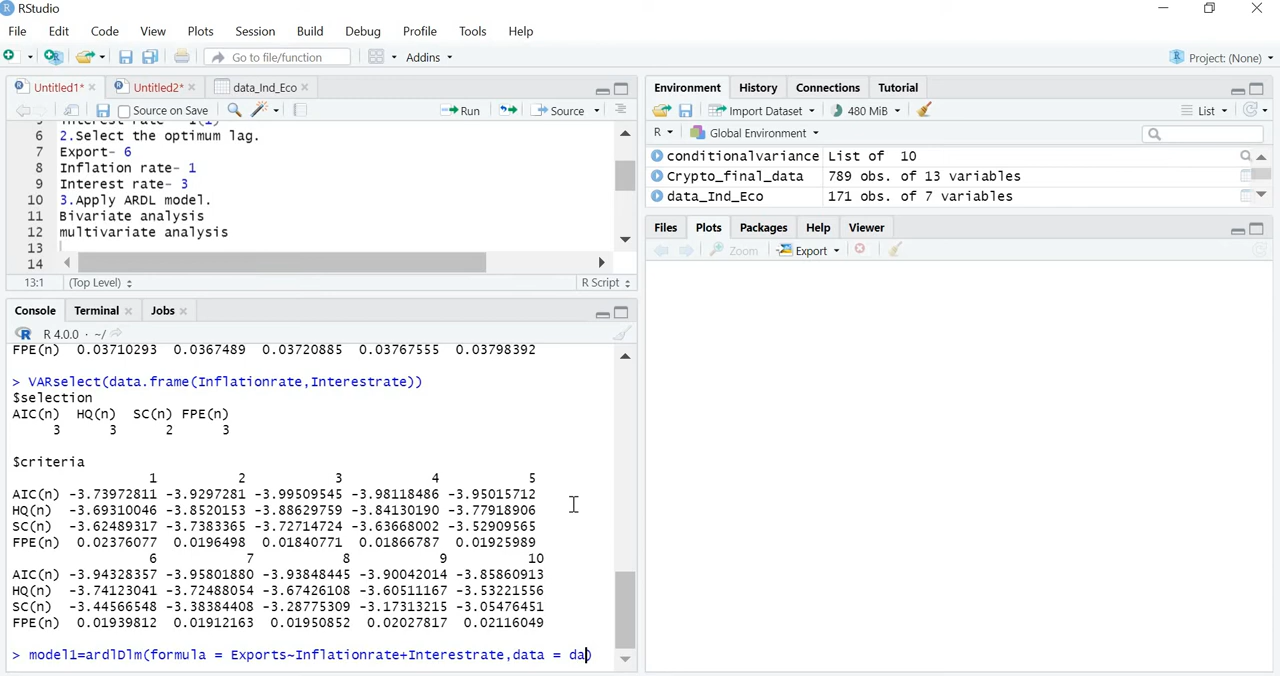 RStudio
File Edit Code View Plots Session Build Debug Profile Tools Help
Go to file/function Addins Project: (None)
Untitled1* Untitled2* data_Ind_Eco
Source on Save Run Source
6 2.Select the optimum lag.
7 Export- 6
8 Inflation rate- 1
9 Interest rate- 3
10 3.Apply ARDL model.
11 Bivariate analysis
12 multivariate analysis
13
14
13:1 (Top Level) R Script
Console Terminal Jobs
R 4.0.0 · ~/
FPE(n) 0.03710293 0.0367489 0.03720885 0.03767555 0.03798392
> VARselect(data.frame(Inflationrate,Interestrate))
$selection
AIC(n) HQ(n) SC(n) FPE(n)
3 3 2 3
$criteria
1 2 3 4 5
AIC(n) -3.73972811 -3.9297281 -3.99509545 -3.98118486 -3.95015712
HQ(n) -3.69310046 -3.8520153 -3.88629759 -3.84130190 -3.77918906
SC(n) -3.62489317 -3.7383365 -3.72714724 -3.63668002 -3.52909565
FPE(n) 0.02376077 0.0196498 0.01840771 0.01866787 0.01925989
6 7 8 9 10
AIC(n) -3.94328357 -3.95801880 -3.93848445 -3.90042014 -3.85860913
HQ(n) -3.74123041 -3.72488054 -3.67426108 -3.60511167 -3.53221556
SC(n) -3.44566548 -3.38384408 -3.28775309 -3.17313215 -3.05476451
FPE(n) 0.01939812 0.01912163 0.01950852 0.02027817 0.02116049
> model1=ardlDlm(formula = Exports~Inflationrate+Interestrate,data = da)
Environment History Connections Tutorial
Import Dataset 480 MiB List
R Global Environment
conditionalvariance List of 10
Crypto_final_data 789 obs. of 13 variables
data_Ind_Eco 171 obs. of 7 variables
Files Plots Packages Help Viewer
Zoom Export